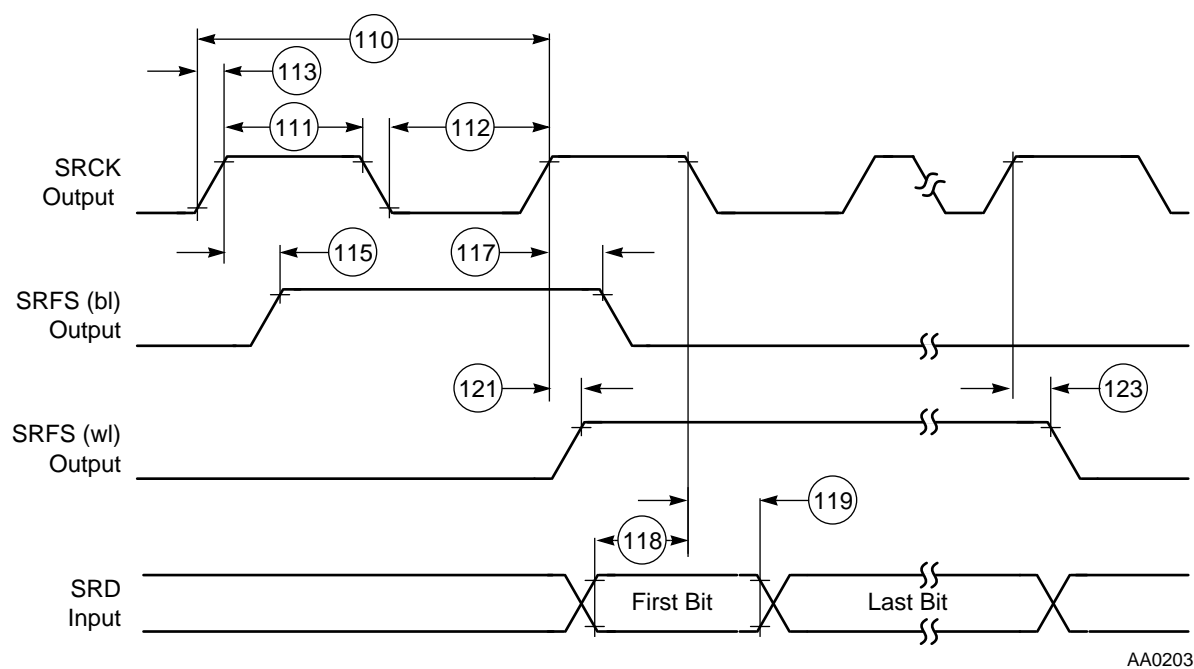 110
113
111
112
SRCK
Output
115
117
SRFS (bl)
Output
121
123
SRFS (wl)
Output
119
118
SRD
Input
First Bit
Last Bit
AA0203